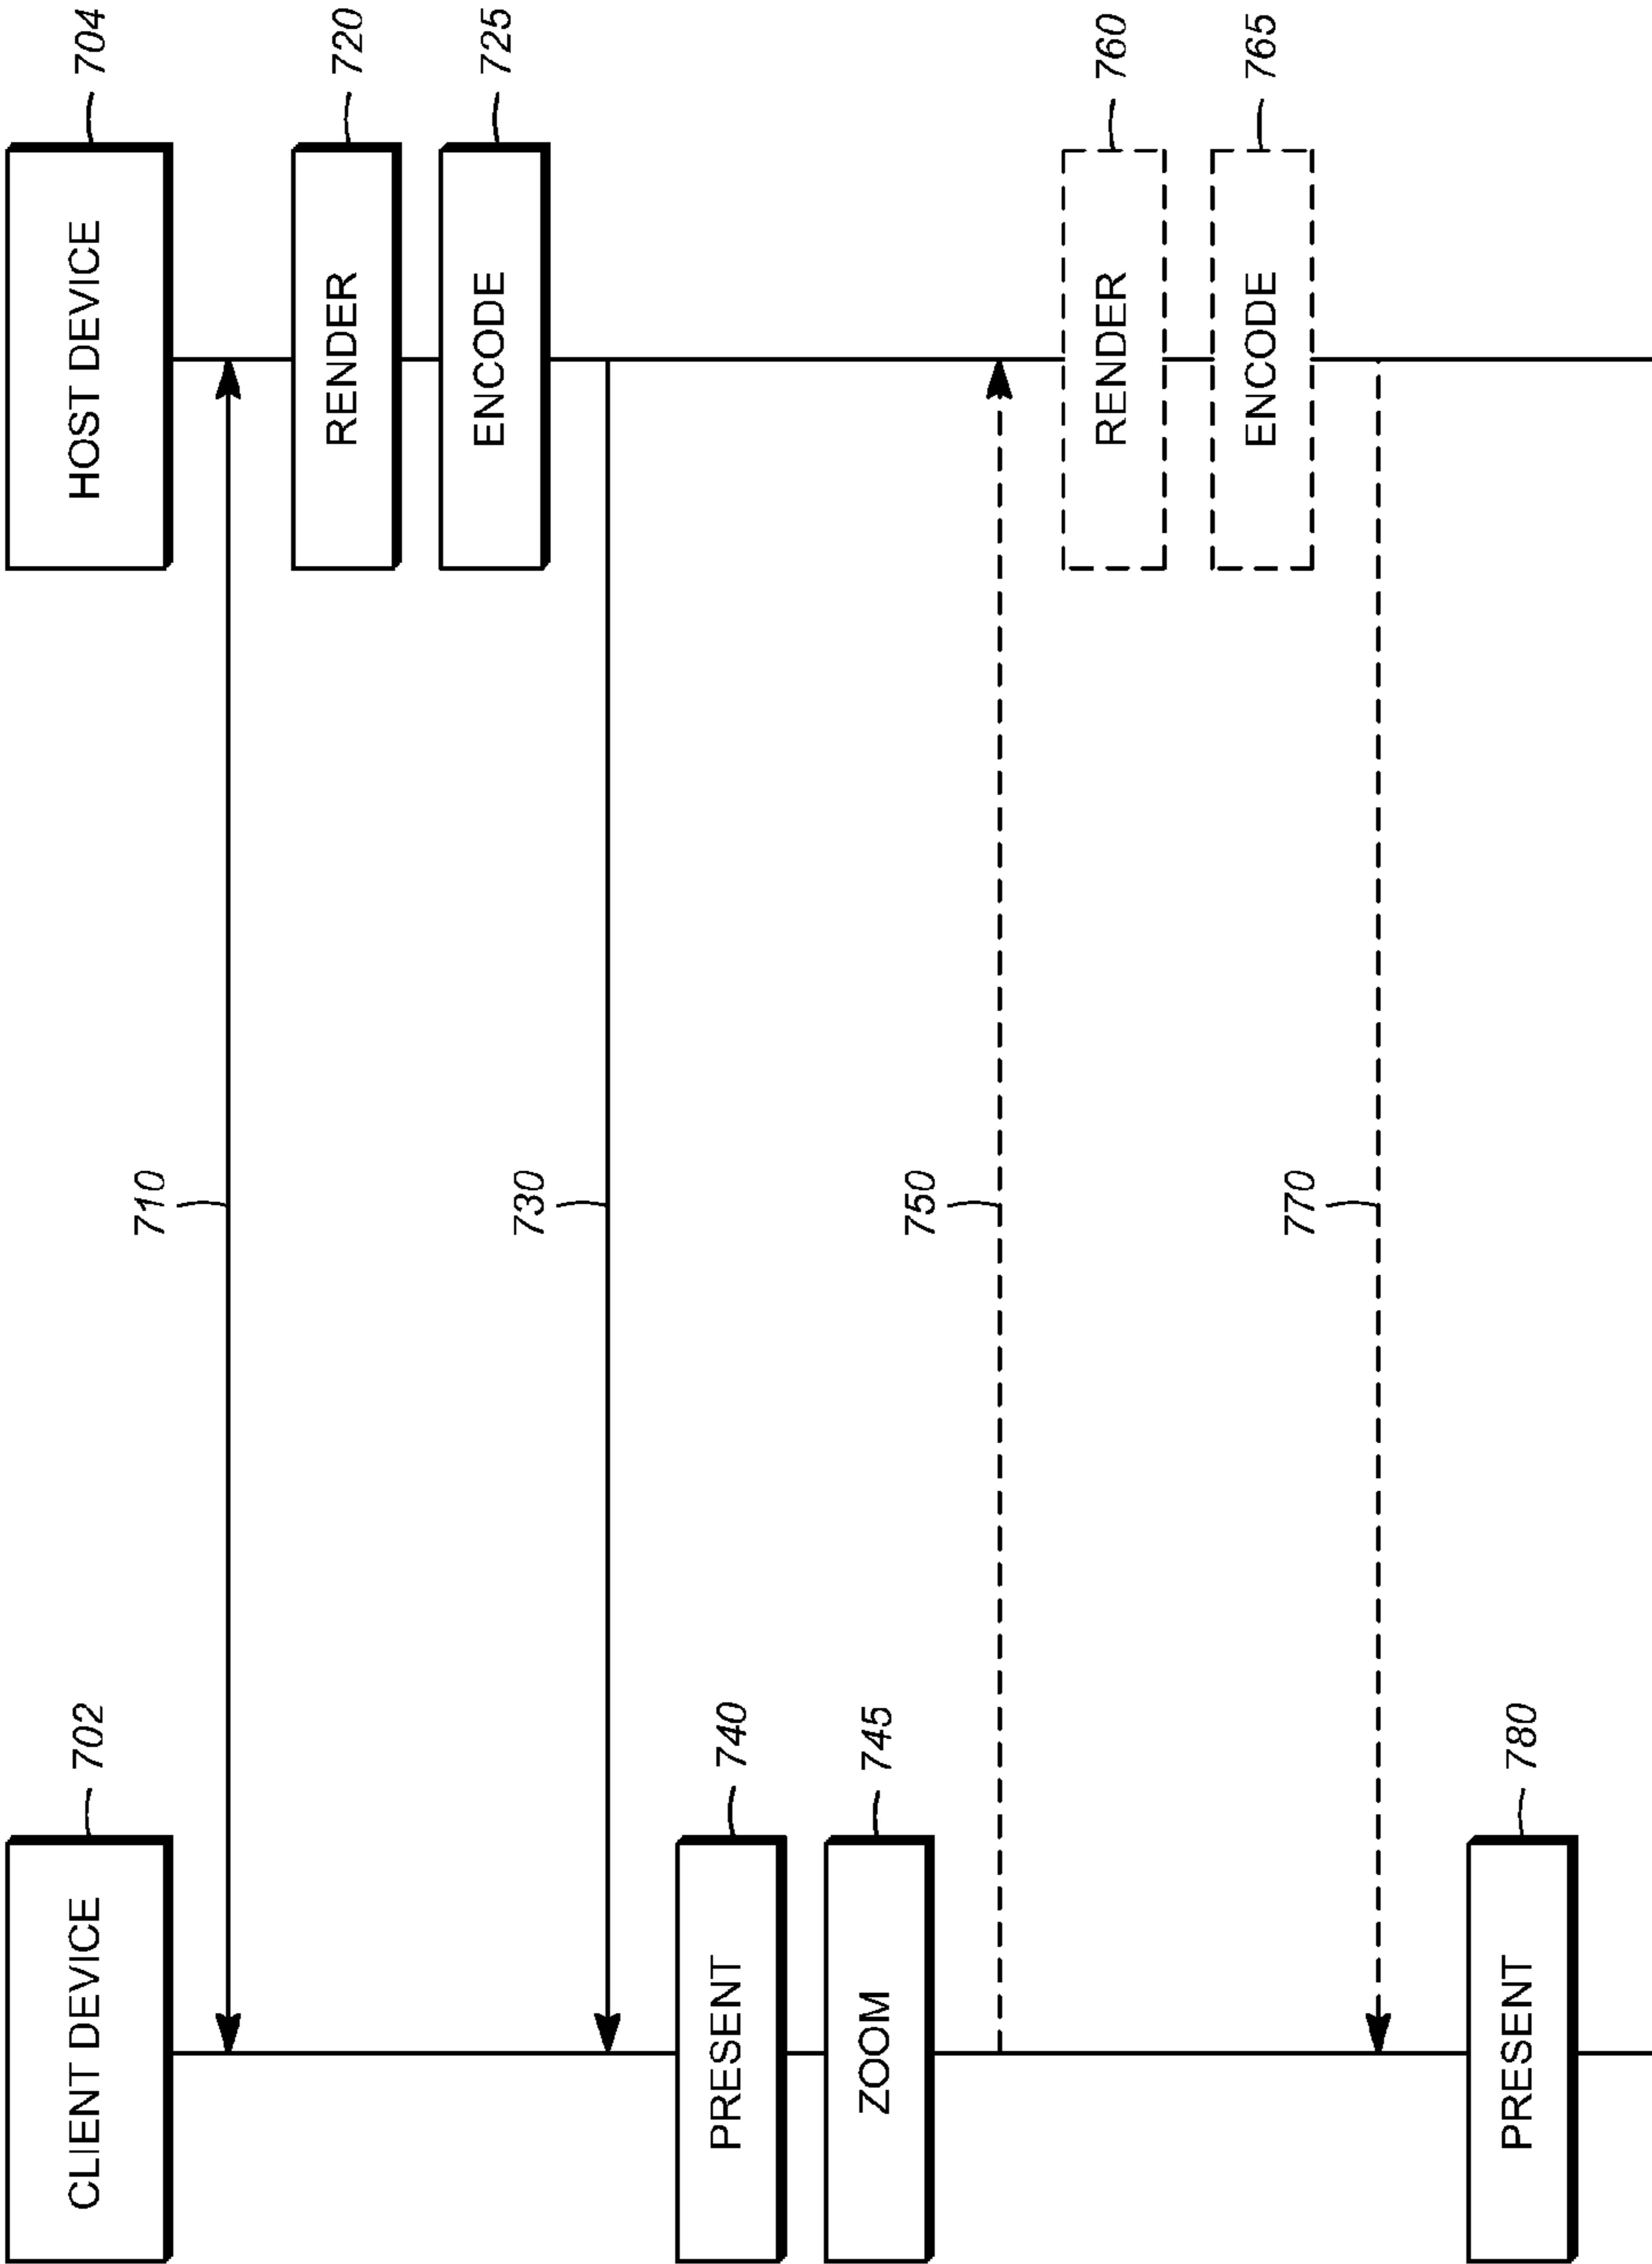 CLIENT DEVICE
702
HOST DEVICE
704
710
RENDER
720
ENCODE
725
730
PRESENT
740
ZOOM
745
750
RENDER
760
ENCODE
765
770
PRESENT
780